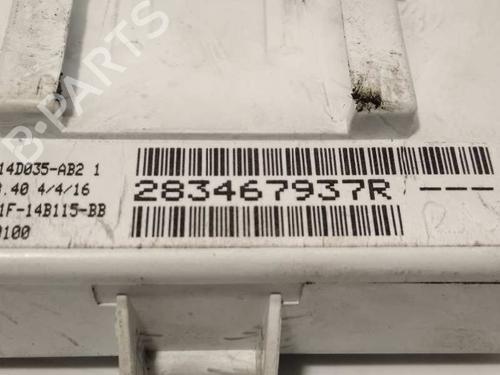 B-PARTS
14D035-AB2 1
.40 4/4/16
283467937R ---
1F-14B115-BB
0100